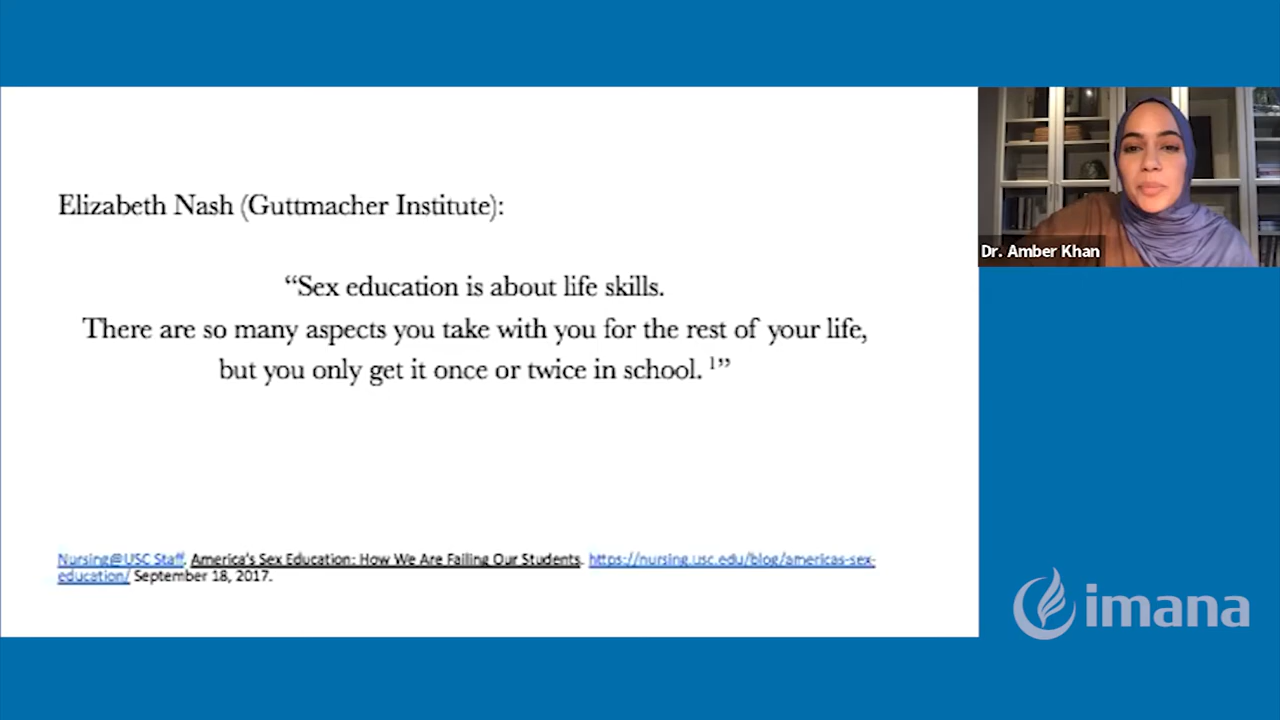 Elizabeth Nash (Guttmacher Institute):
“Sex education is about life skills.
There are so many aspects you take with you for the rest of your life,
but you only get it once or twice in school. ¹”
Nursing@USC Staff. America's Sex Education: How We Are Failing Our Students. https://nursing.usc.edu/blog/americas-sex-
education/ September 18, 2017.
Dr. Amber Khan
imana